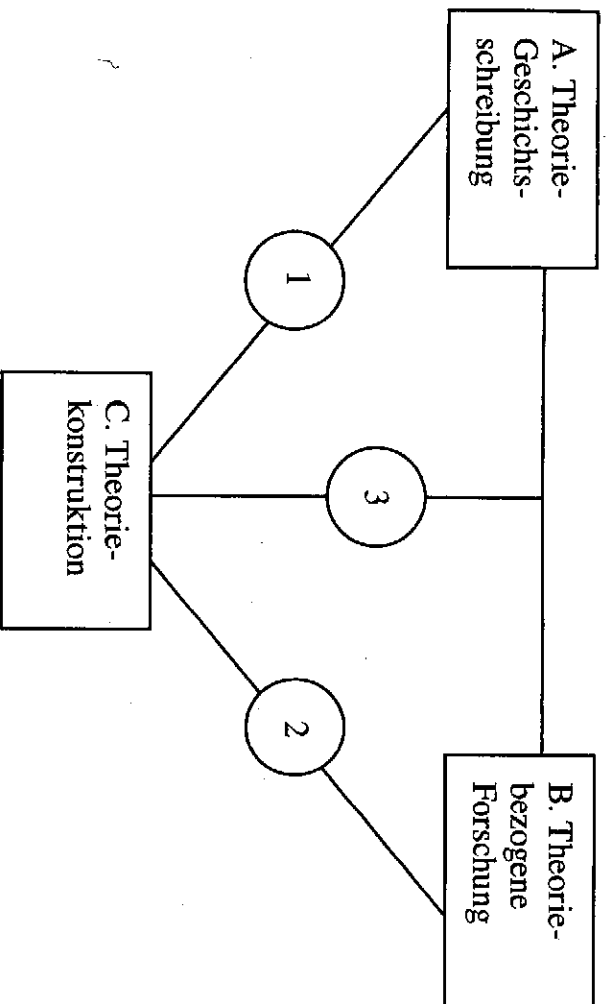 A. Theorie-
Geschichts-
schreibung
B. Theorie-
bezogene
Forschung
3
1
2
C. Theorie-
konstruktion